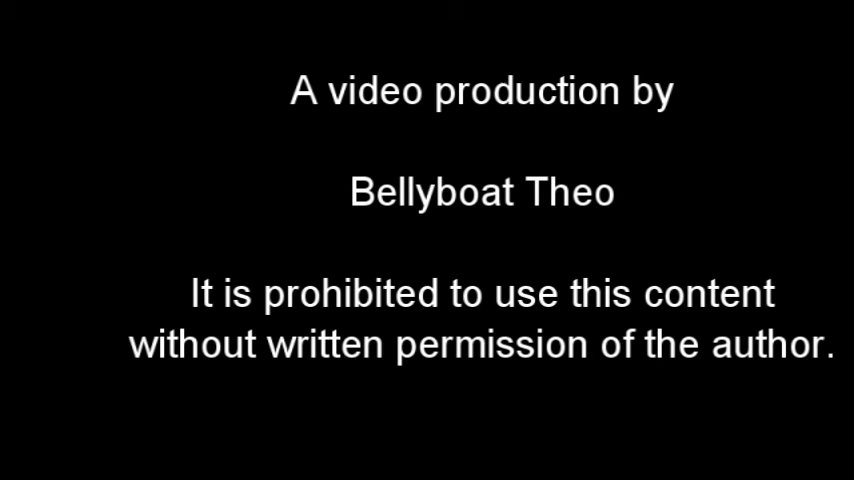 A video production by
Bellyboat Theo
It is prohibited to use this content
without written permission of the author.